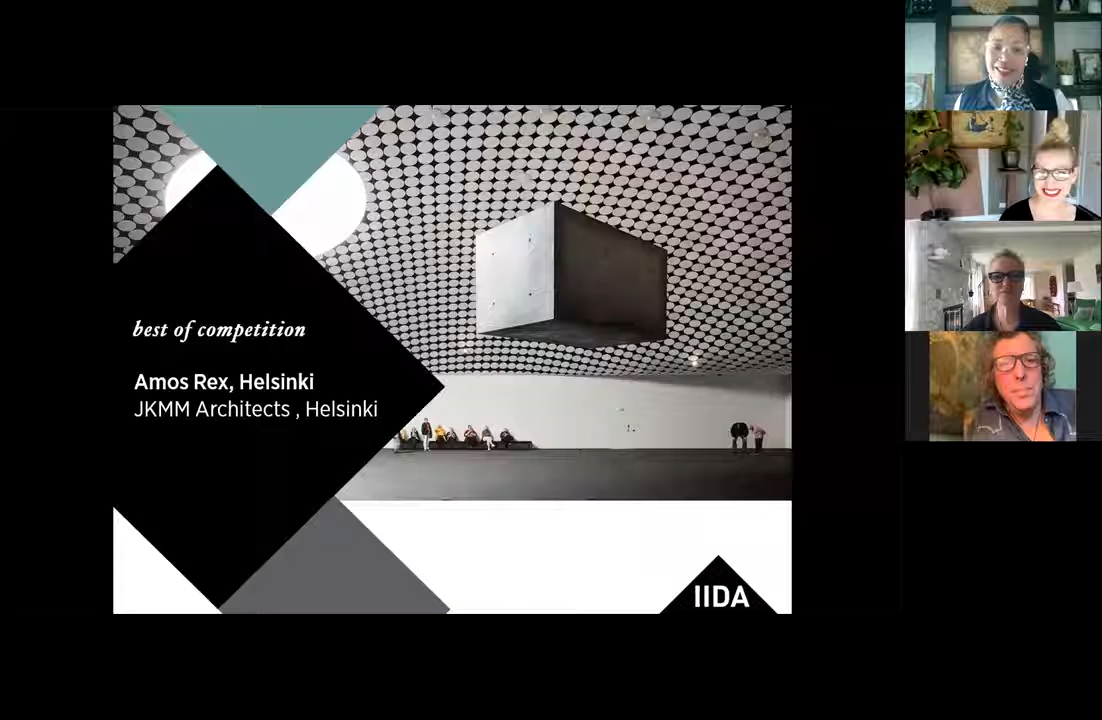 best of competition
Amos Rex, Helsinki
JKMM Architects , Helsinki
IIDA